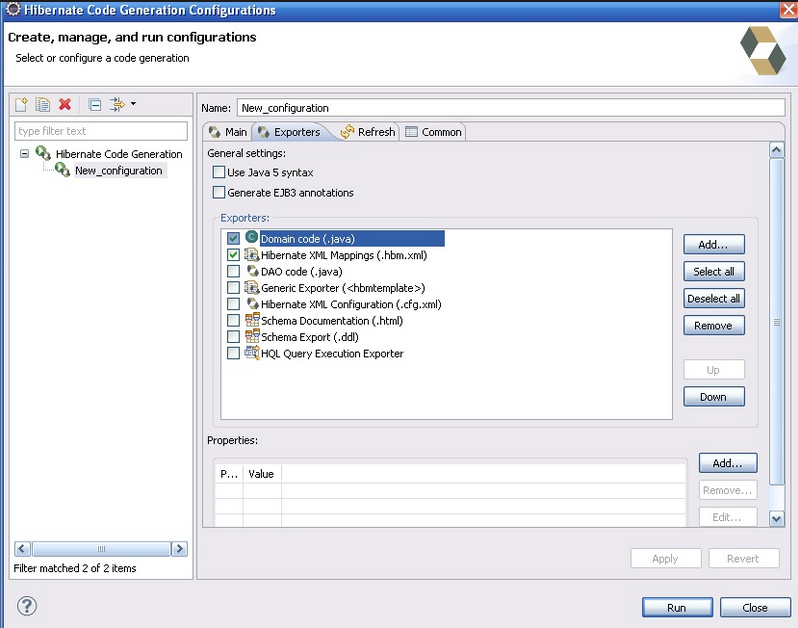 Hibernate Code Generation Configurations
Create, manage, and run configurations
Select or configure a code generation
type filter text
Hibernate Code Generation
New_configuration
Filter matched 2 of 2 items
Name: New_configuration
Main Exporters Refresh Common
General settings:
Use Java 5 syntax
Generate EJB3 annotations
Exporters:
Domain code (.java)
Hibernate XML Mappings (.hbm.xml)
DAO code (.java)
Generic Exporter (<hbmtemplate>)
Hibernate XML Configuration (.cfg.xml)
Schema Documentation (.html)
Schema Export (.ddl)
HQL Query Execution Exporter
Add...
Select all
Deselect all
Remove
Up
Down
Properties:
P... Value
Add...
Remove...
Edit...
Apply Revert
Run Close